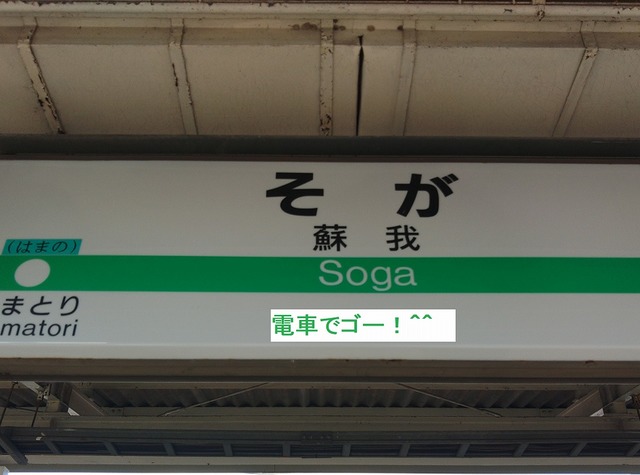 そ が
蘇 我
(はまの)
Soga
まとり
matori
電車でゴー！^^